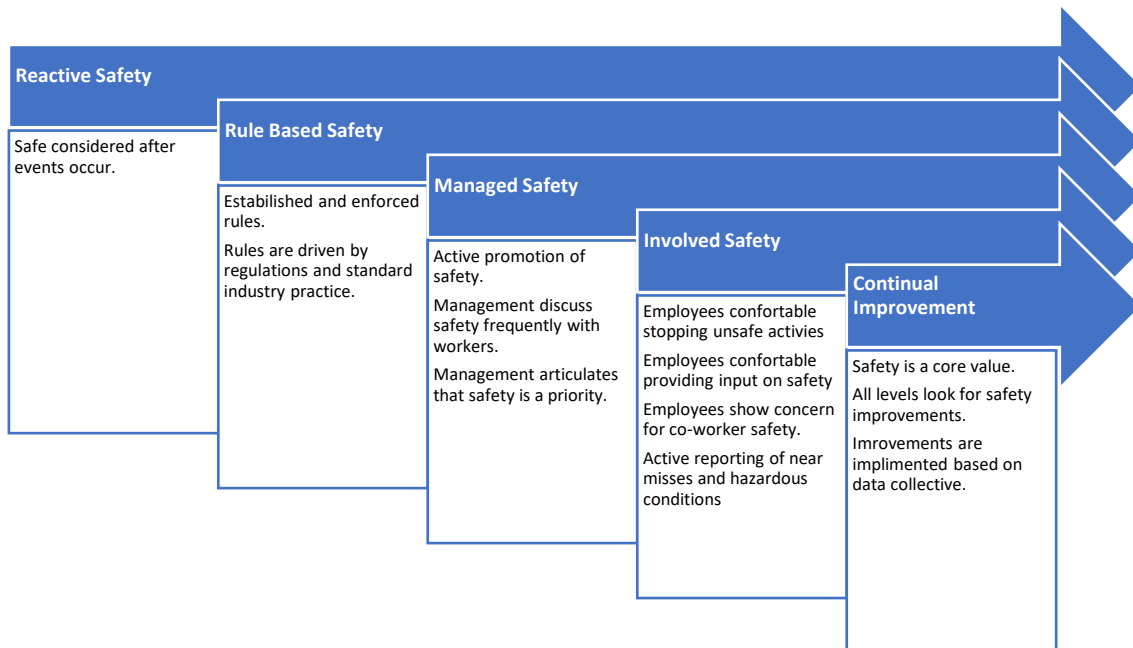 Reactive Safety
Safe considered after
events occur.
Rule Based Safety
Estabilished and enforced
rules.
Rules are driven by
regulations and standard
industry practice.
Managed Safety
Active promotion of
safety.
Management discuss
safety frequently with
workers.
Management articulates
that safety is a priority.
Involved Safety
Employees confortable
stopping unsafe activies
Employees confortable
providing input on safety
Employees show concern
for co-worker safety.
Active reporting of near
misses and hazardous
conditions
Continual
Improvement
Safety is a core value.
All levels look for safety
improvements.
Imrovements are
implimented based on
data collective.